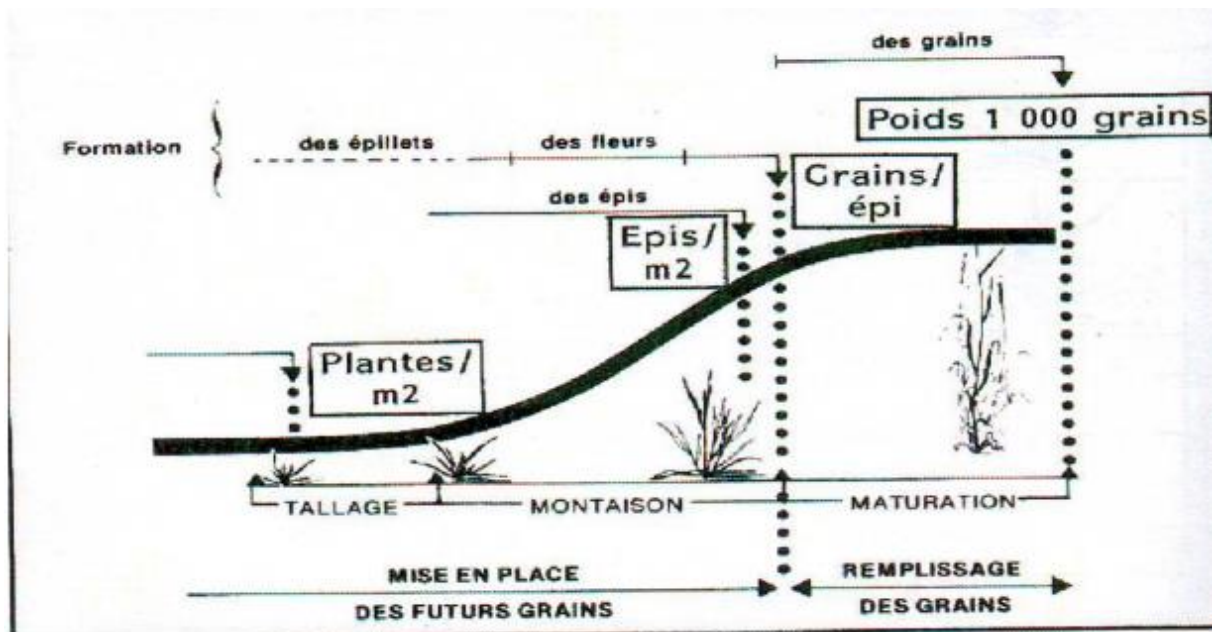 des grains
Poids 1 000 grains
Formation
des épillets
des fleurs
Grains/
épi
des épis
Epis/
m2
Plantes/
m2
TALLAGE
MONTAISON
MATURATION
MISE EN PLACE
DES FUTURS GRAINS
REMPLISSAGE
DES GRAINS